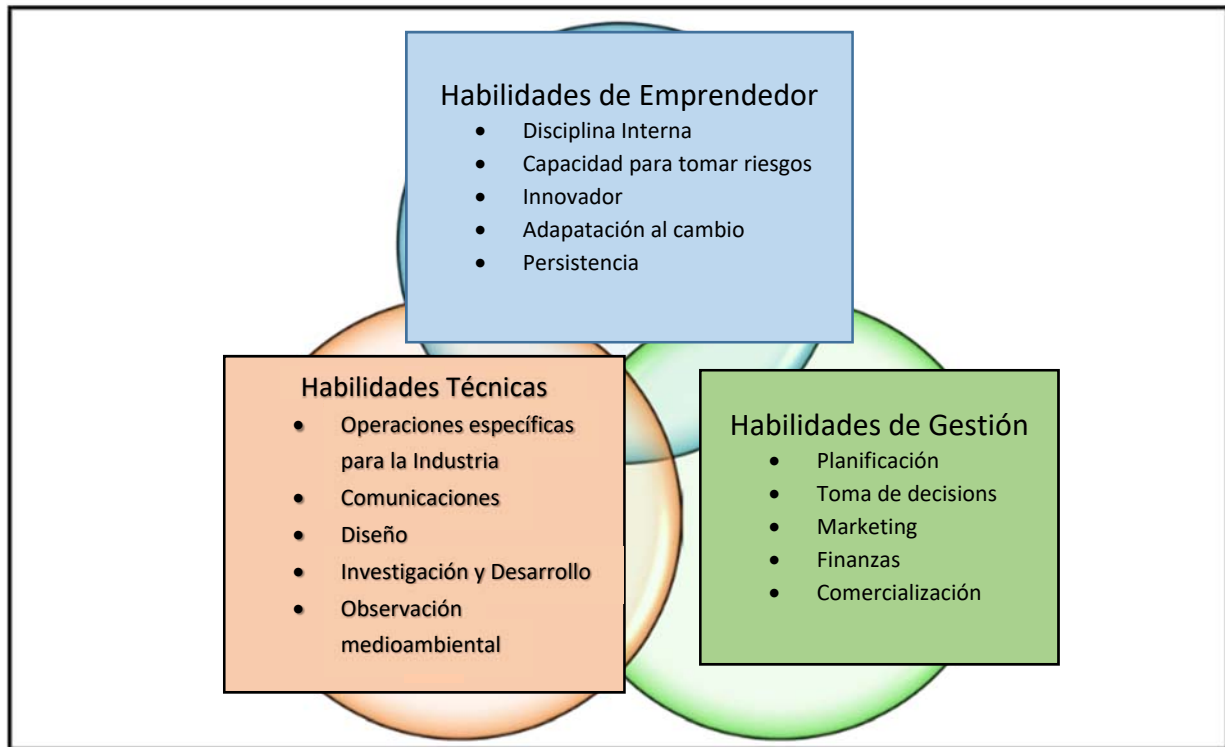 Habilidades de Emprendedor
• Disciplina Interna
• Capacidad para tomar riesgos
• Innovador
• Adapatación al cambio
• Persistencia
Habilidades Técnicas
• Operaciones específicas
para la Industria
• Comunicaciones
• Diseño
• Investigación y Desarrollo
• Observación
medioambiental
Habilidades de Gestión
• Planificación
• Toma de decisions
• Marketing
• Finanzas
• Comercialización